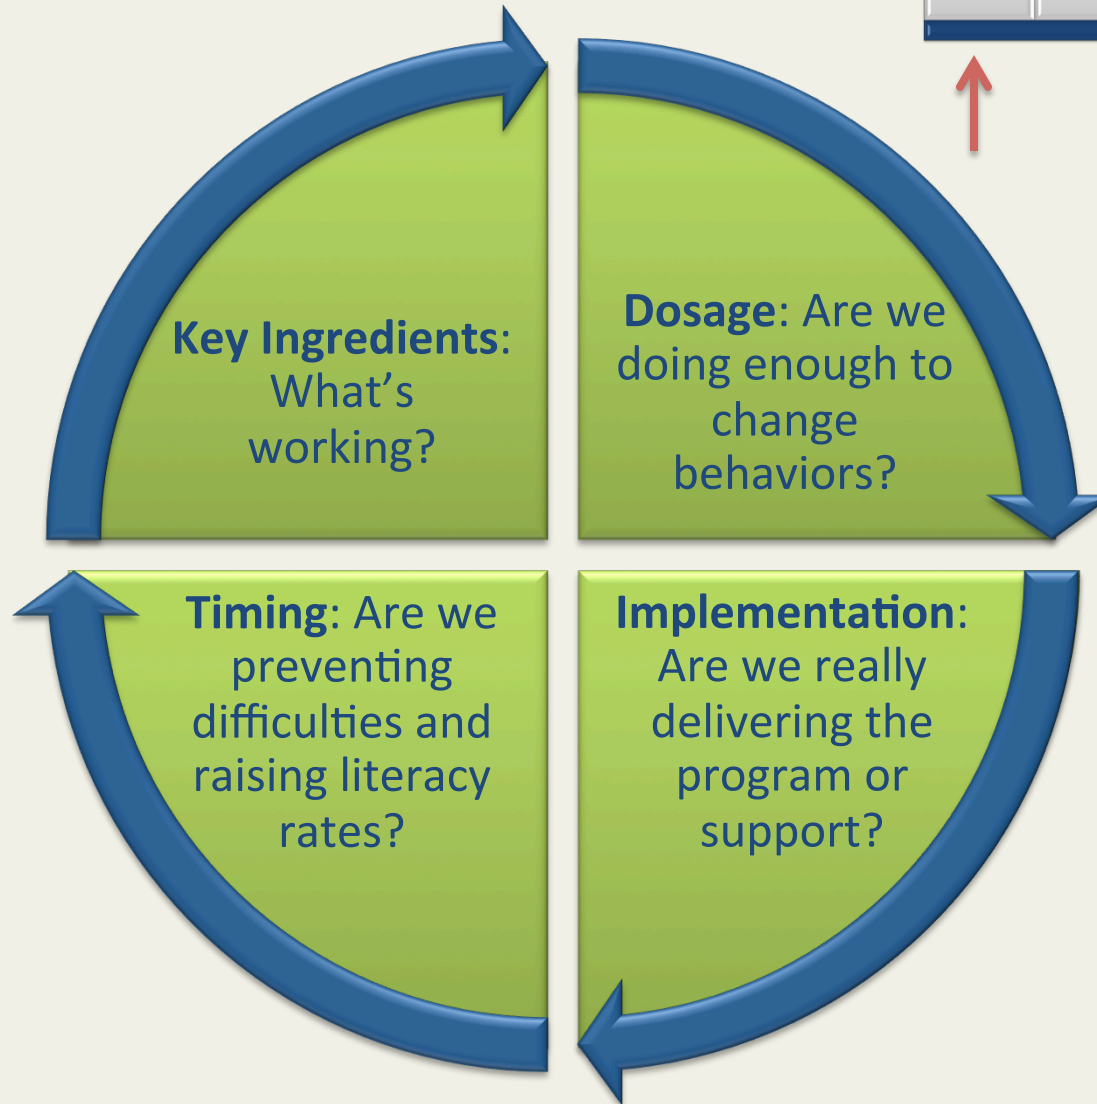 Key Ingredients:
What’s
working?
Dosage: Are we
doing enough to
change
behaviors?
Timing: Are we
preventing
difficulties and
raising literacy
rates?
Implementation:
Are we really
delivering the
program or
support?